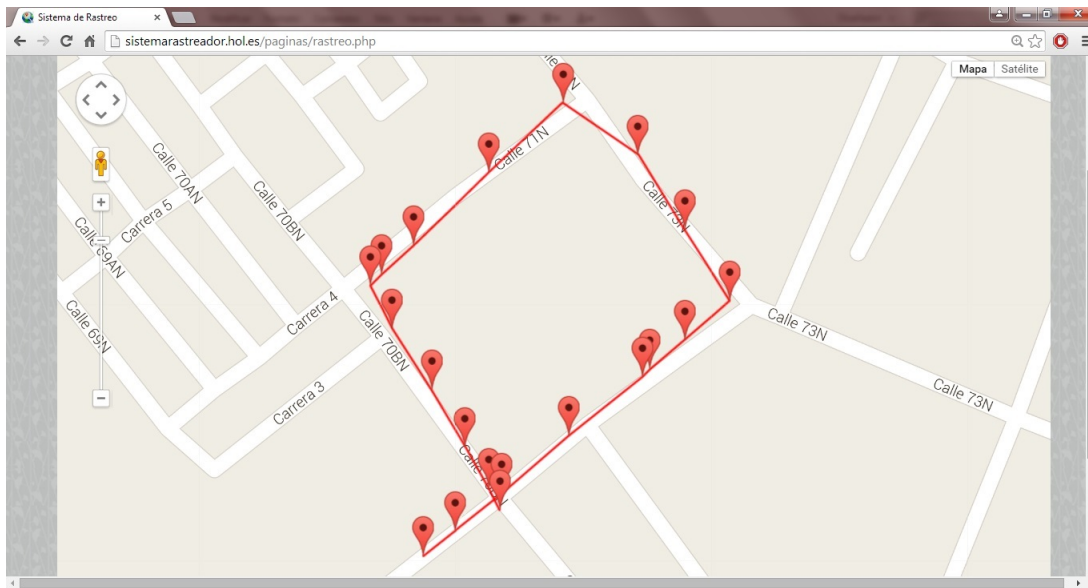 Sistema de Rastreo
sistemarastreador.hol.es/paginas/rastreo.php
Mapa Satélite
Calle 71N
Calle 70AN
Calle 70BN
Calle 73N
Carrera 5
Calle 69AN
Carrera 4
Calle 69N
Calle 70BN
Calle 73N
Carrera 3
Calle 73N